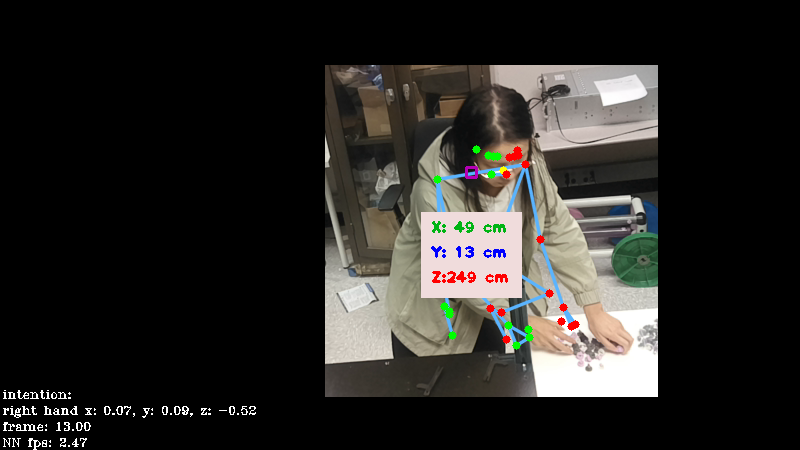 X: 49 cm
Y: 13 cm
Z:249 cm
intention:
right hand x: 0.07, y: 0.09, z: −0.52
frame: 13.00
NN fps: 2.47